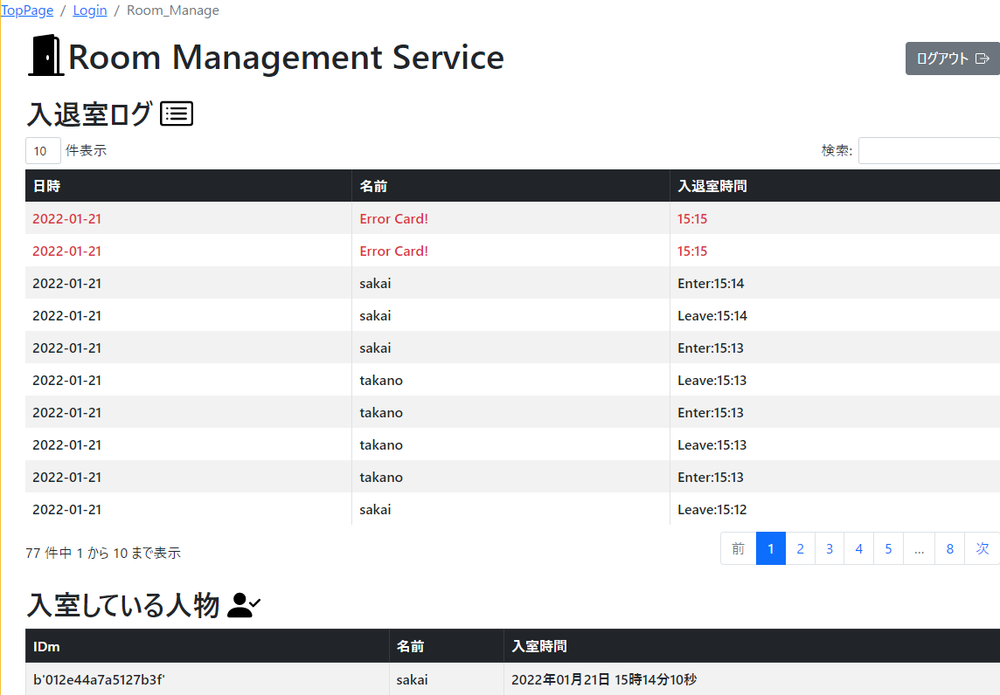 TopPage / Login / Room_Manage
Room Management Service
ログアウト
入退室ログ
10 件表示 検索:
日時 名前 入退室時間
2022-01-21 Error Card! 15:15
2022-01-21 Error Card! 15:15
2022-01-21 sakai Enter:15:14
2022-01-21 sakai Leave:15:14
2022-01-21 sakai Enter:15:13
2022-01-21 takano Leave:15:13
2022-01-21 takano Enter:15:13
2022-01-21 takano Leave:15:13
2022-01-21 takano Enter:15:13
2022-01-21 sakai Leave:15:12
77 件中 1 から 10 まで表示 前 1 2 3 4 5 ... 8 次
入室している人物
IDm 名前 入室時間
b'012e44a7a5127b3f' sakai 2022年01月21日 15時14分10秒